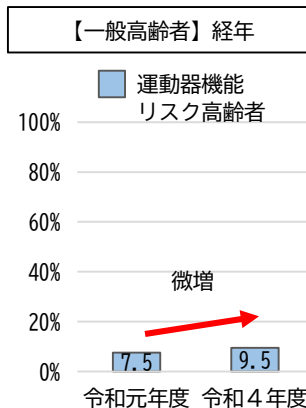 【一般高齢者】経年
運動器機能
リスク高齢者
100%
80%
60%
40%
20%
0%
微増
7.5
9.5
令和元年度
令和４年度